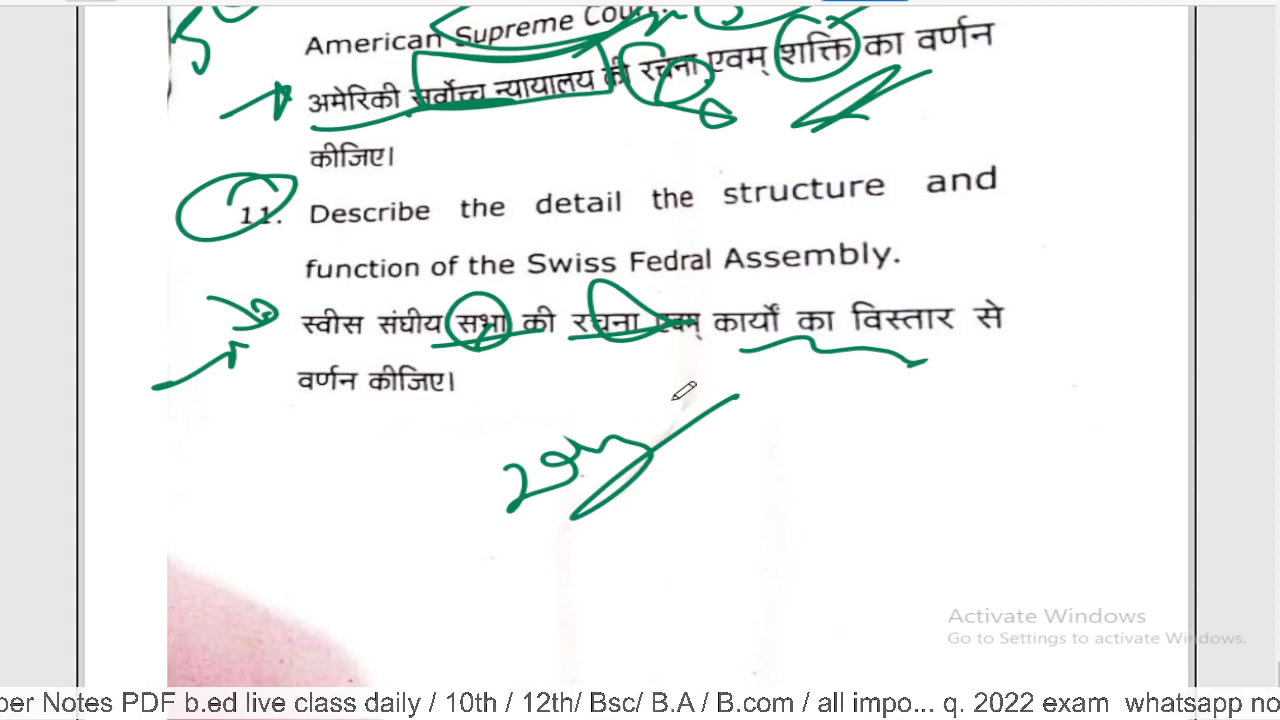 American Supreme Court.
अमेरिकी सर्वोच्च न्यायालय की रचना एवम् शक्ति का वर्णन
कीजिए।
11. Describe the detail the structure and
function of the Swiss Fedral Assembly.
स्वीस संघीय सभा की रचना एवम् कार्यों का विस्तार से
वर्णन कीजिए।
Activate Windows
Go to Settings to activate Windows.
per Notes PDF b.ed live class daily / 10th / 12th/ Bsc/ B.A / B.com / all impo... q. 2022 exam whatsapp no